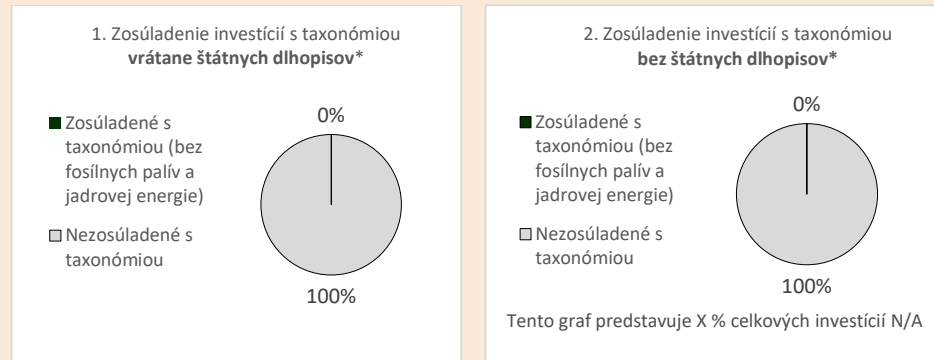 1. Zosúladenie investícií s taxonómiou
vrátane štátnych dlhopisov*
Zosúladené s
taxonómiou (bez
fosílnych palív a
jadrovej energie)
Nezosúladené s
taxonómiou
0%
100%
2. Zosúladenie investícií s taxonómiou
bez štátnych dlhopisov*
Zosúladené s
taxonómiou (bez
fosílnych palív a
jadrovej energie)
Nezosúladené s
taxonómiou
0%
100%
Tento graf predstavuje X % celkových investícií N/A